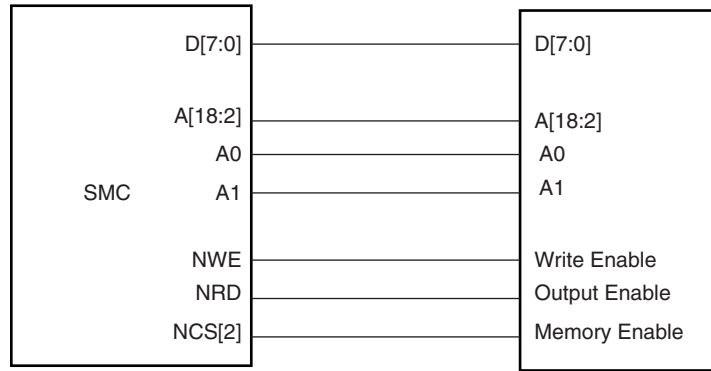 D[7:0] D[7:0]
A[18:2] A[18:2]
A0 A0
SMC A1 A1
NWE Write Enable
NRD Output Enable
NCS[2] Memory Enable